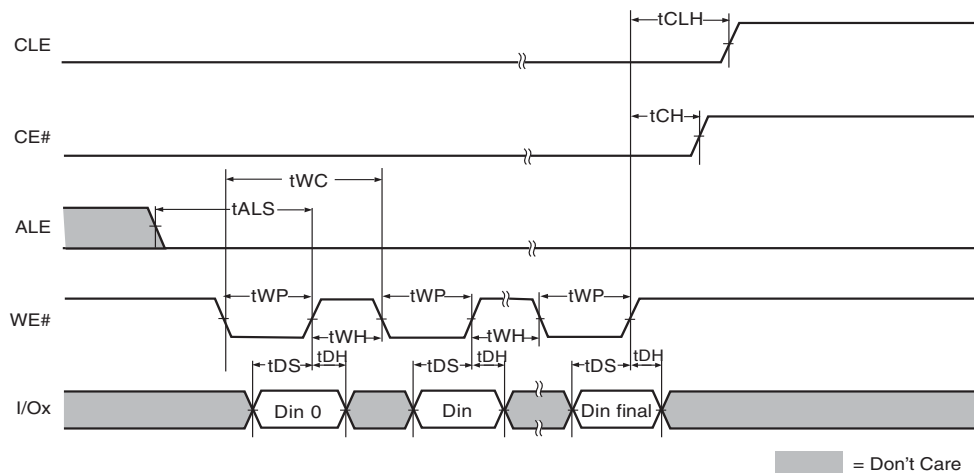 tCLH
CLE
tCH
CE#
tWC
tALS
ALE
tWP tWP tWP
WE#
tWH tWH
tDS tDH tDS tDH tDS tDH
I/Ox Din 0 Din Din final
= Don't Care